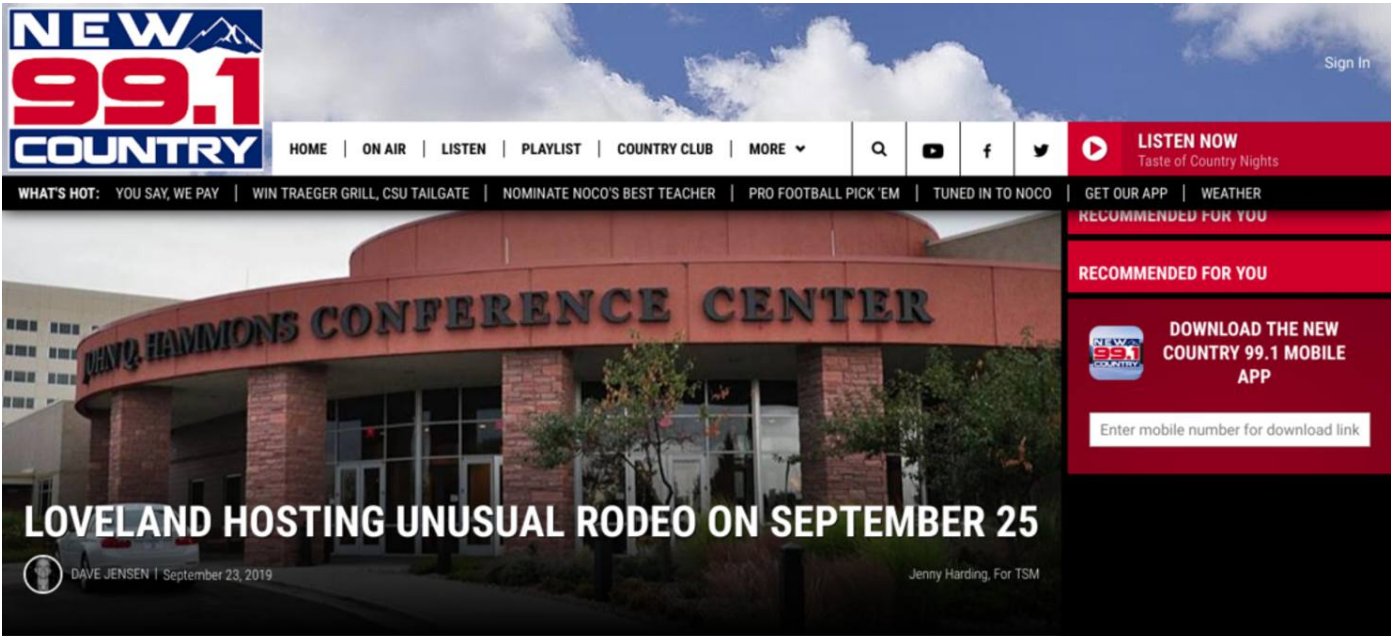 NEW
99.1
COUNTRY
Sign In
HOME | ON AIR | LISTEN | PLAYLIST | COUNTRY CLUB | MORE
LISTEN NOW
Taste of Country Nights
WHAT'S HOT: YOU SAY, WE PAY | WIN TRAEGER GRILL, CSU TAILGATE | NOMINATE NOCO'S BEST TEACHER | PRO FOOTBALL PICK 'EM | TUNED IN TO NOCO | GET OUR APP | WEATHER
JOHN Q. HAMMONS CONFERENCE CENTER
LOVELAND HOSTING UNUSUAL RODEO ON SEPTEMBER 25
DAVE JENSEN | September 23, 2019
Jenny Harding, For TSM
RECOMMENDED FOR YOU
RECOMMENDED FOR YOU
NEW
99.1
COUNTRY
DOWNLOAD THE NEW
COUNTRY 99.1 MOBILE
APP
Enter mobile number for download link